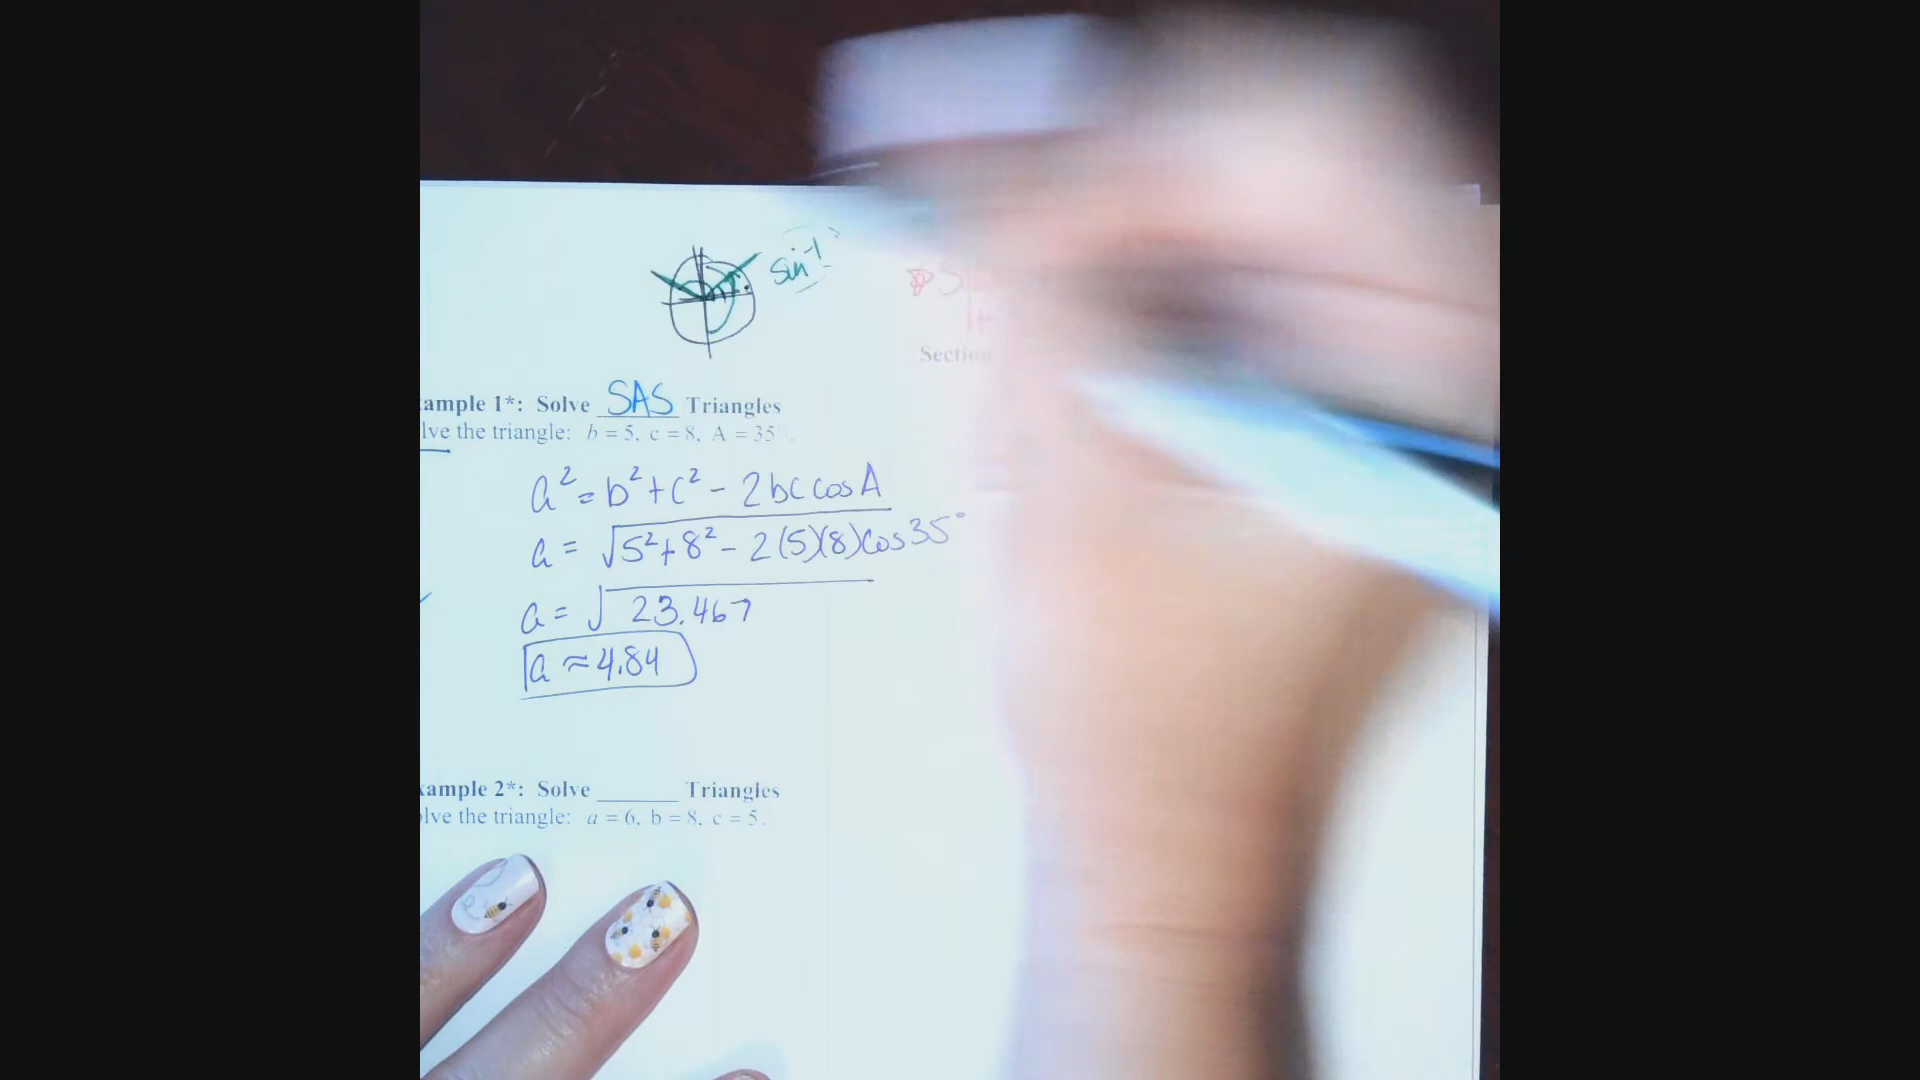 sin⁻¹
Section
ample 1*: Solve SAS Triangles
lve the triangle: b = 5, c = 8, A = 35°.
a² = b² + c² - 2bc cos A
a = √5² + 8² - 2(5)(8)cos 35°
a = √23.467
a ≈ 4.84
ample 2*: Solve ______ Triangles
lve the triangle: a = 6, b = 8, c = 5.